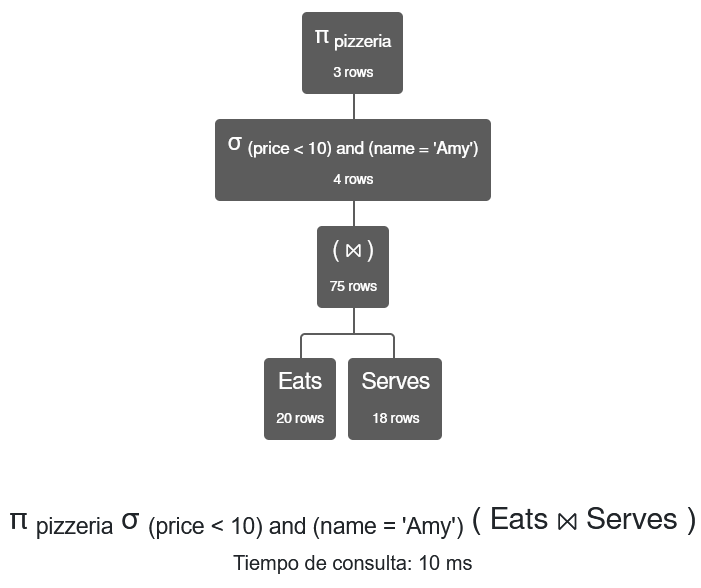 π pizzeria
3 rows
σ (price < 10) and (name = 'Amy')
4 rows
( ⋈ )
75 rows
Eats
20 rows
Serves
18 rows
π pizzeria σ (price < 10) and (name = 'Amy') ( Eats ⋈ Serves )
Tiempo de consulta: 10 ms